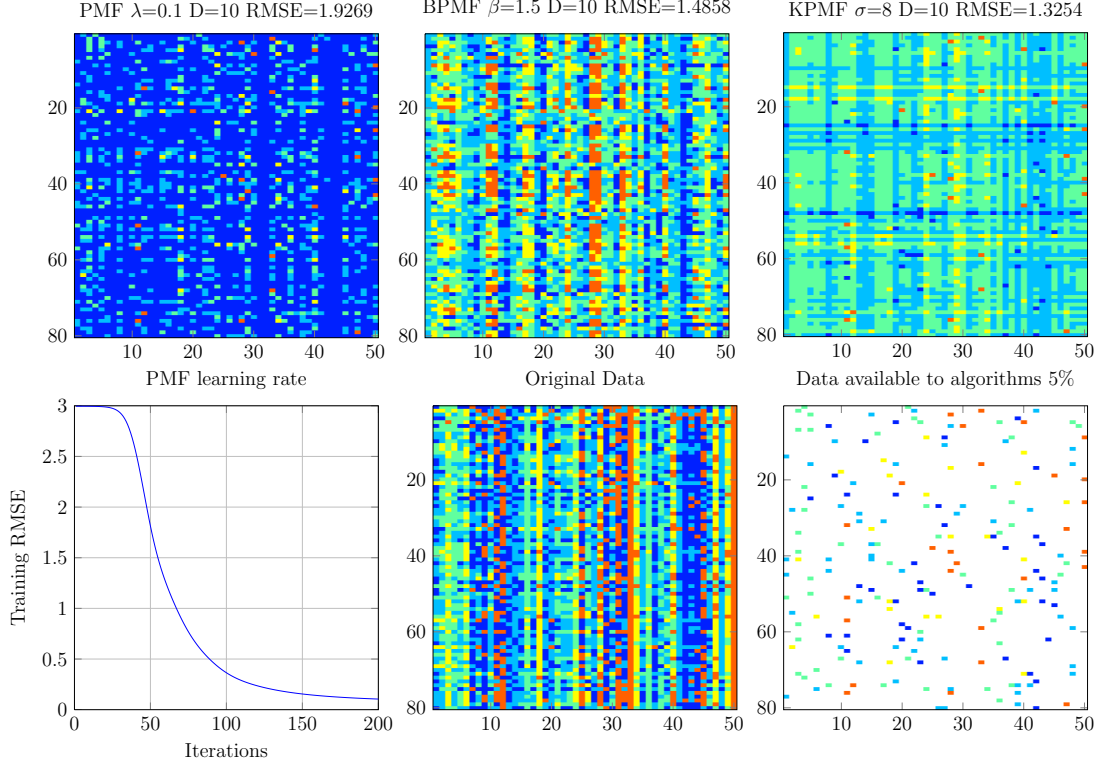 PMF λ=0.1 D=10 RMSE=1.9269
BPMF β=1.5 D=10 RMSE=1.4858
KPMF σ=8 D=10 RMSE=1.3254
20
40
60
80
10 20 30 40 50
20
40
60
80
10 20 30 40 50
20
40
60
80
10 20 30 40 50
PMF learning rate
Original Data
Data available to algorithms 5%
Training RMSE
3
2.5
2
1.5
1
0.5
0
0 50 100 150 200
Iterations
20
40
60
80
10 20 30 40 50
20
40
60
80
10 20 30 40 50